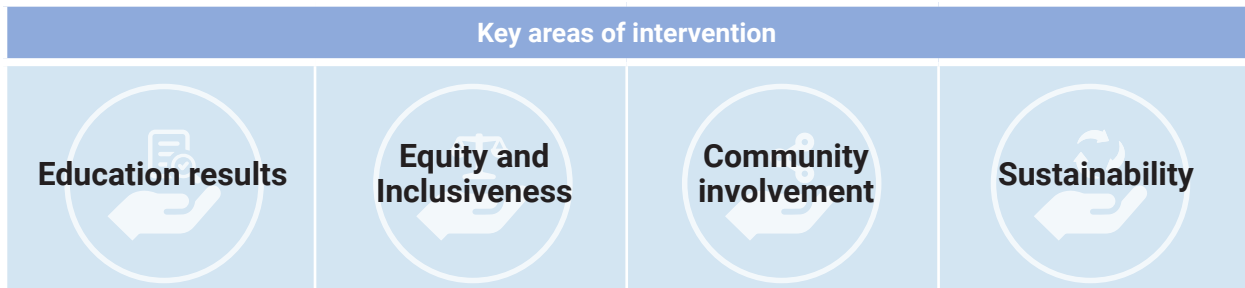 Key areas of intervention
Education results
Equity and
Inclusiveness
Community
involvement
Sustainability